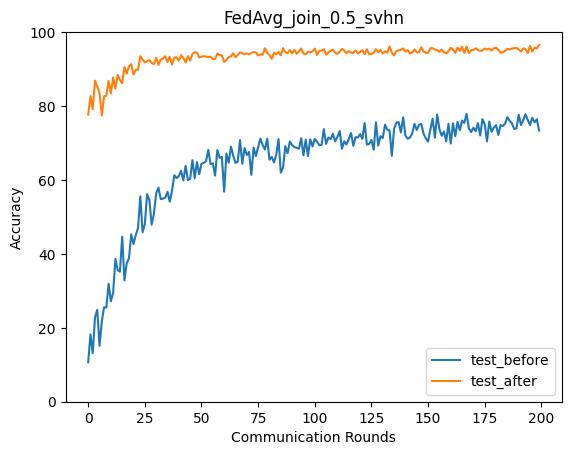 FedAvg_join_0.5_svhn
Accuracy
100
80
60
40
20
0
0 25 50 75 100 125 150 175 200
Communication Rounds
test_before
test_after